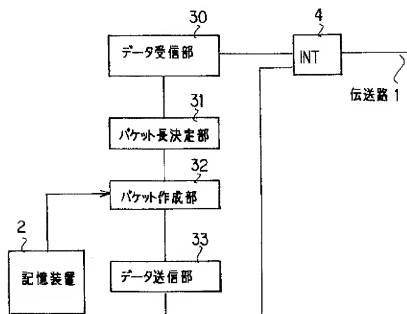 30
データ受信部
4
INT
伝送路1
31
パケット長決定部
32
パケット作成部
2
記憶装置
33
データ送信部